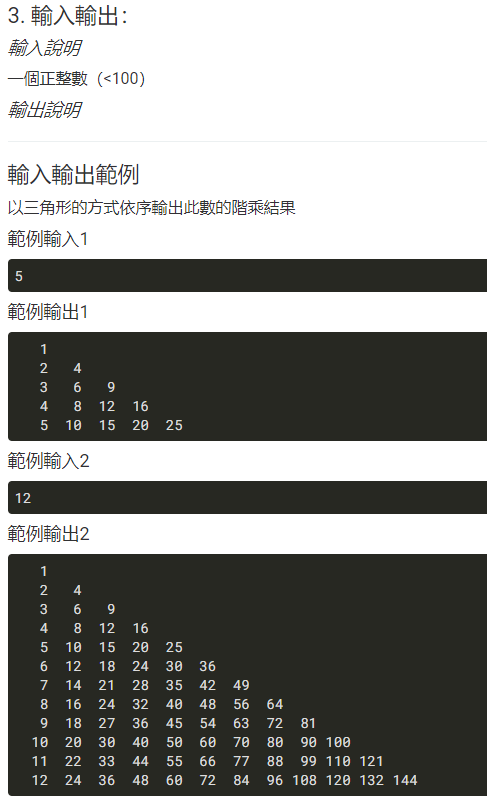 3. 輸入輸出：
輸入說明
一個正整數（<100）
輸出說明
輸入輸出範例
以三角形的方式依序輸出此數的階乘結果
範例輸入1
5
範例輸出1
   1
   2   4
   3   6   9
   4   8  12  16
   5  10  15  20  25
範例輸入2
12
範例輸出2
   1
   2   4
   3   6   9
   4   8  12  16
   5  10  15  20  25
   6  12  18  24  30  36
   7  14  21  28  35  42  49
   8  16  24  32  40  48  56  64
   9  18  27  36  45  54  63  72  81
  10  20  30  40  50  60  70  80  90 100
  11  22  33  44  55  66  77  88  99 110 121
  12  24  36  48  60  72  84  96 108 120 132 144